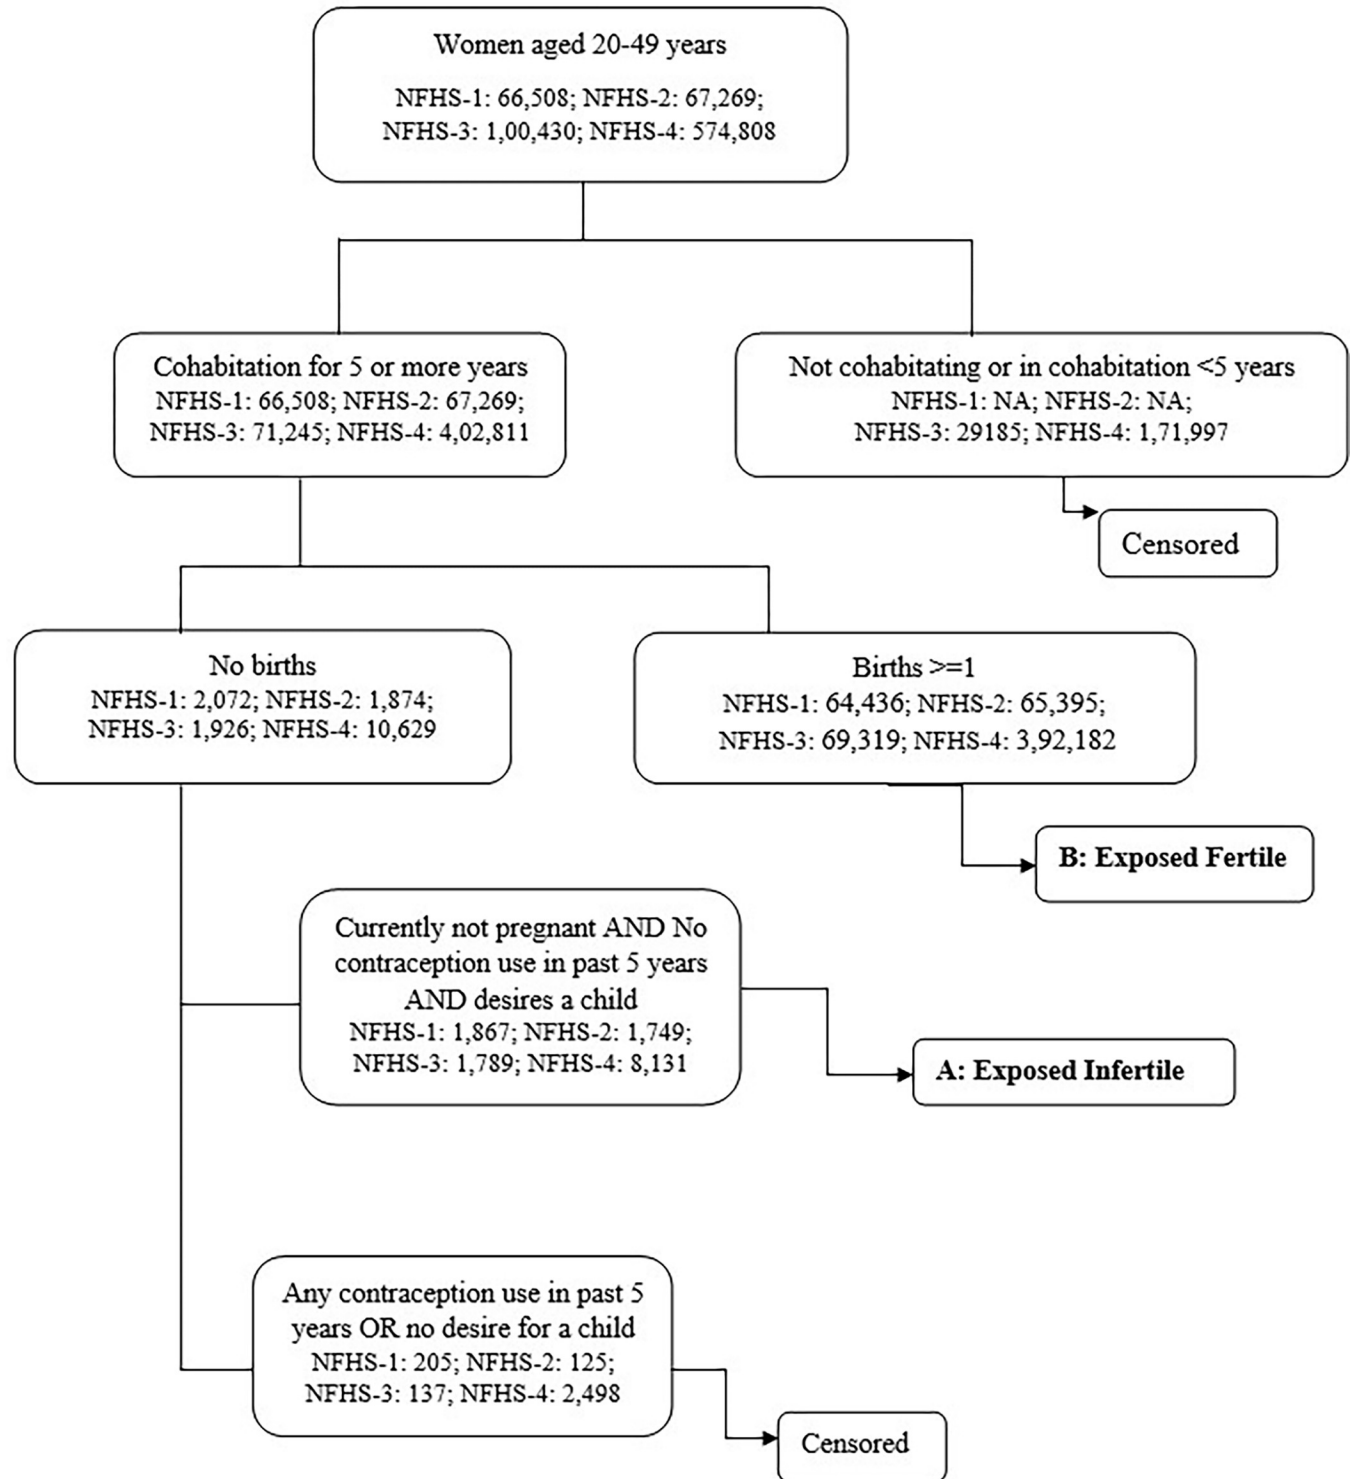 Women aged 20-49 years
NFHS-1: 66,508; NFHS-2: 67,269;
NFHS-3: 1,00,430; NFHS-4: 574,808
Cohabitation for 5 or more years
NFHS-1: 66,508; NFHS-2: 67,269;
NFHS-3: 71,245; NFHS-4: 4,02,811
Not cohabitating or in cohabitation <5 years
NFHS-1: NA; NFHS-2: NA;
NFHS-3: 29185; NFHS-4: 1,71,997
Censored
No births
NFHS-1: 2,072; NFHS-2: 1,874;
NFHS-3: 1,926; NFHS-4: 10,629
Births >=1
NFHS-1: 64,436; NFHS-2: 65,395;
NFHS-3: 69,319; NFHS-4: 3,92,182
B: Exposed Fertile
Currently not pregnant AND No
contraception use in past 5 years
AND desires a child
NFHS-1: 1,867; NFHS-2: 1,749;
NFHS-3: 1,789; NFHS-4: 8,131
A: Exposed Infertile
Any contraception use in past 5
years OR no desire for a child
NFHS-1: 205; NFHS-2: 125;
NFHS-3: 137; NFHS-4: 2,498
Censored